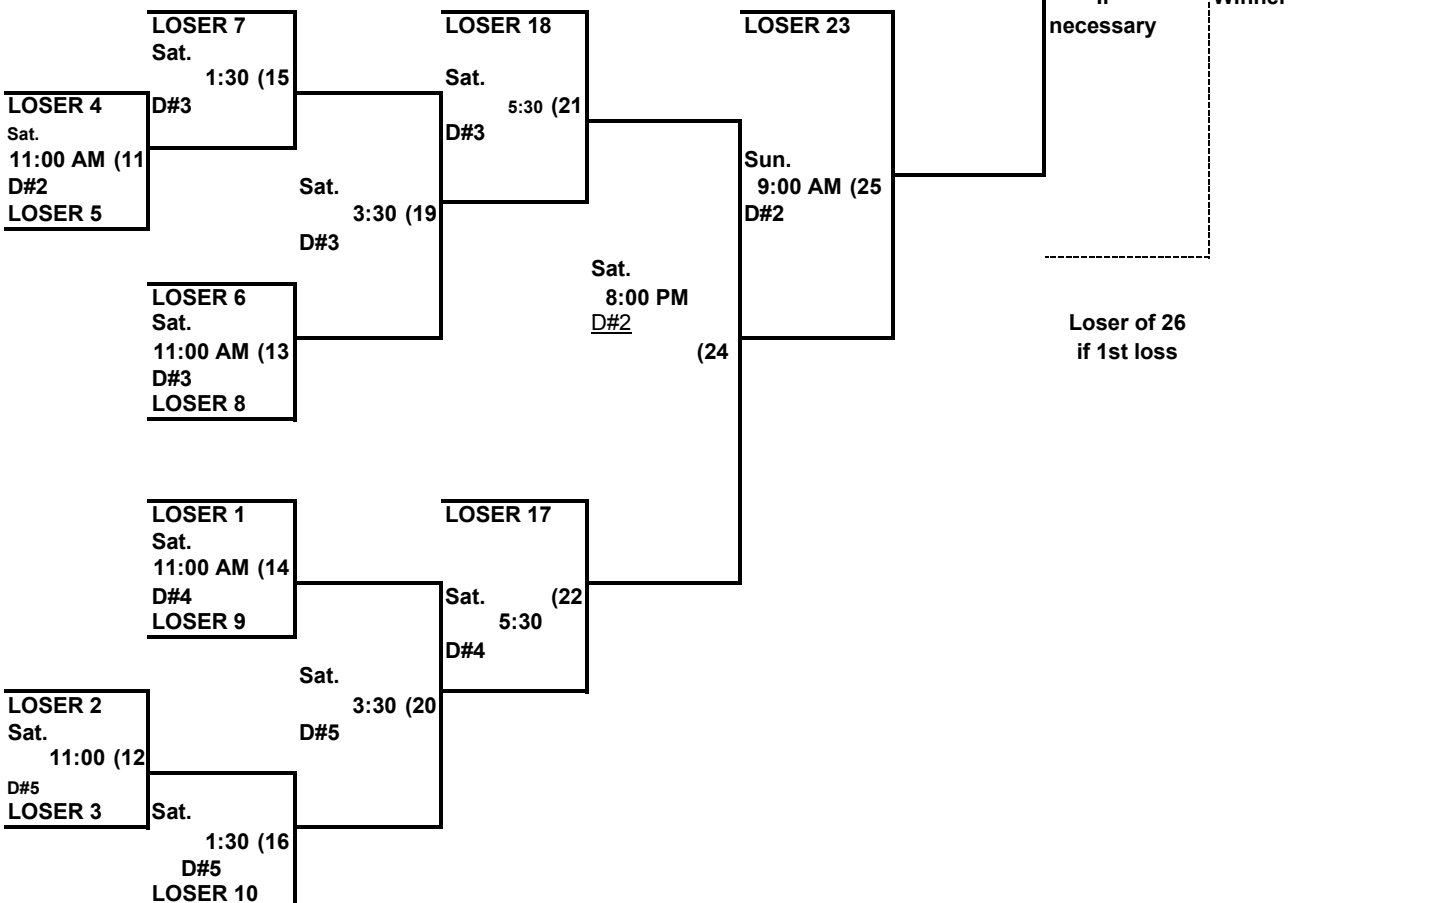 LOSER 7
Sat.
1:30 (15
D#3
LOSER 4
Sat.
11:00 AM (11
D#2
LOSER 5
Sat.
3:30 (19
D#3
LOSER 6
Sat.
11:00 AM (13
D#3
LOSER 8
LOSER 18
Sat.
5:30 (21
D#3
LOSER 23
Sun.
9:00 AM (25
D#2
necessary
Sat.
8:00 PM
D#2
(24
Loser of 26
if 1st loss
LOSER 1
Sat.
11:00 AM (14
D#4
LOSER 9
LOSER 17
Sat. (22
5:30
D#4
Sat.
3:30 (20
D#5
LOSER 2
Sat.
11:00 (12
D#5
LOSER 3
Sat.
1:30 (16
D#5
LOSER 10